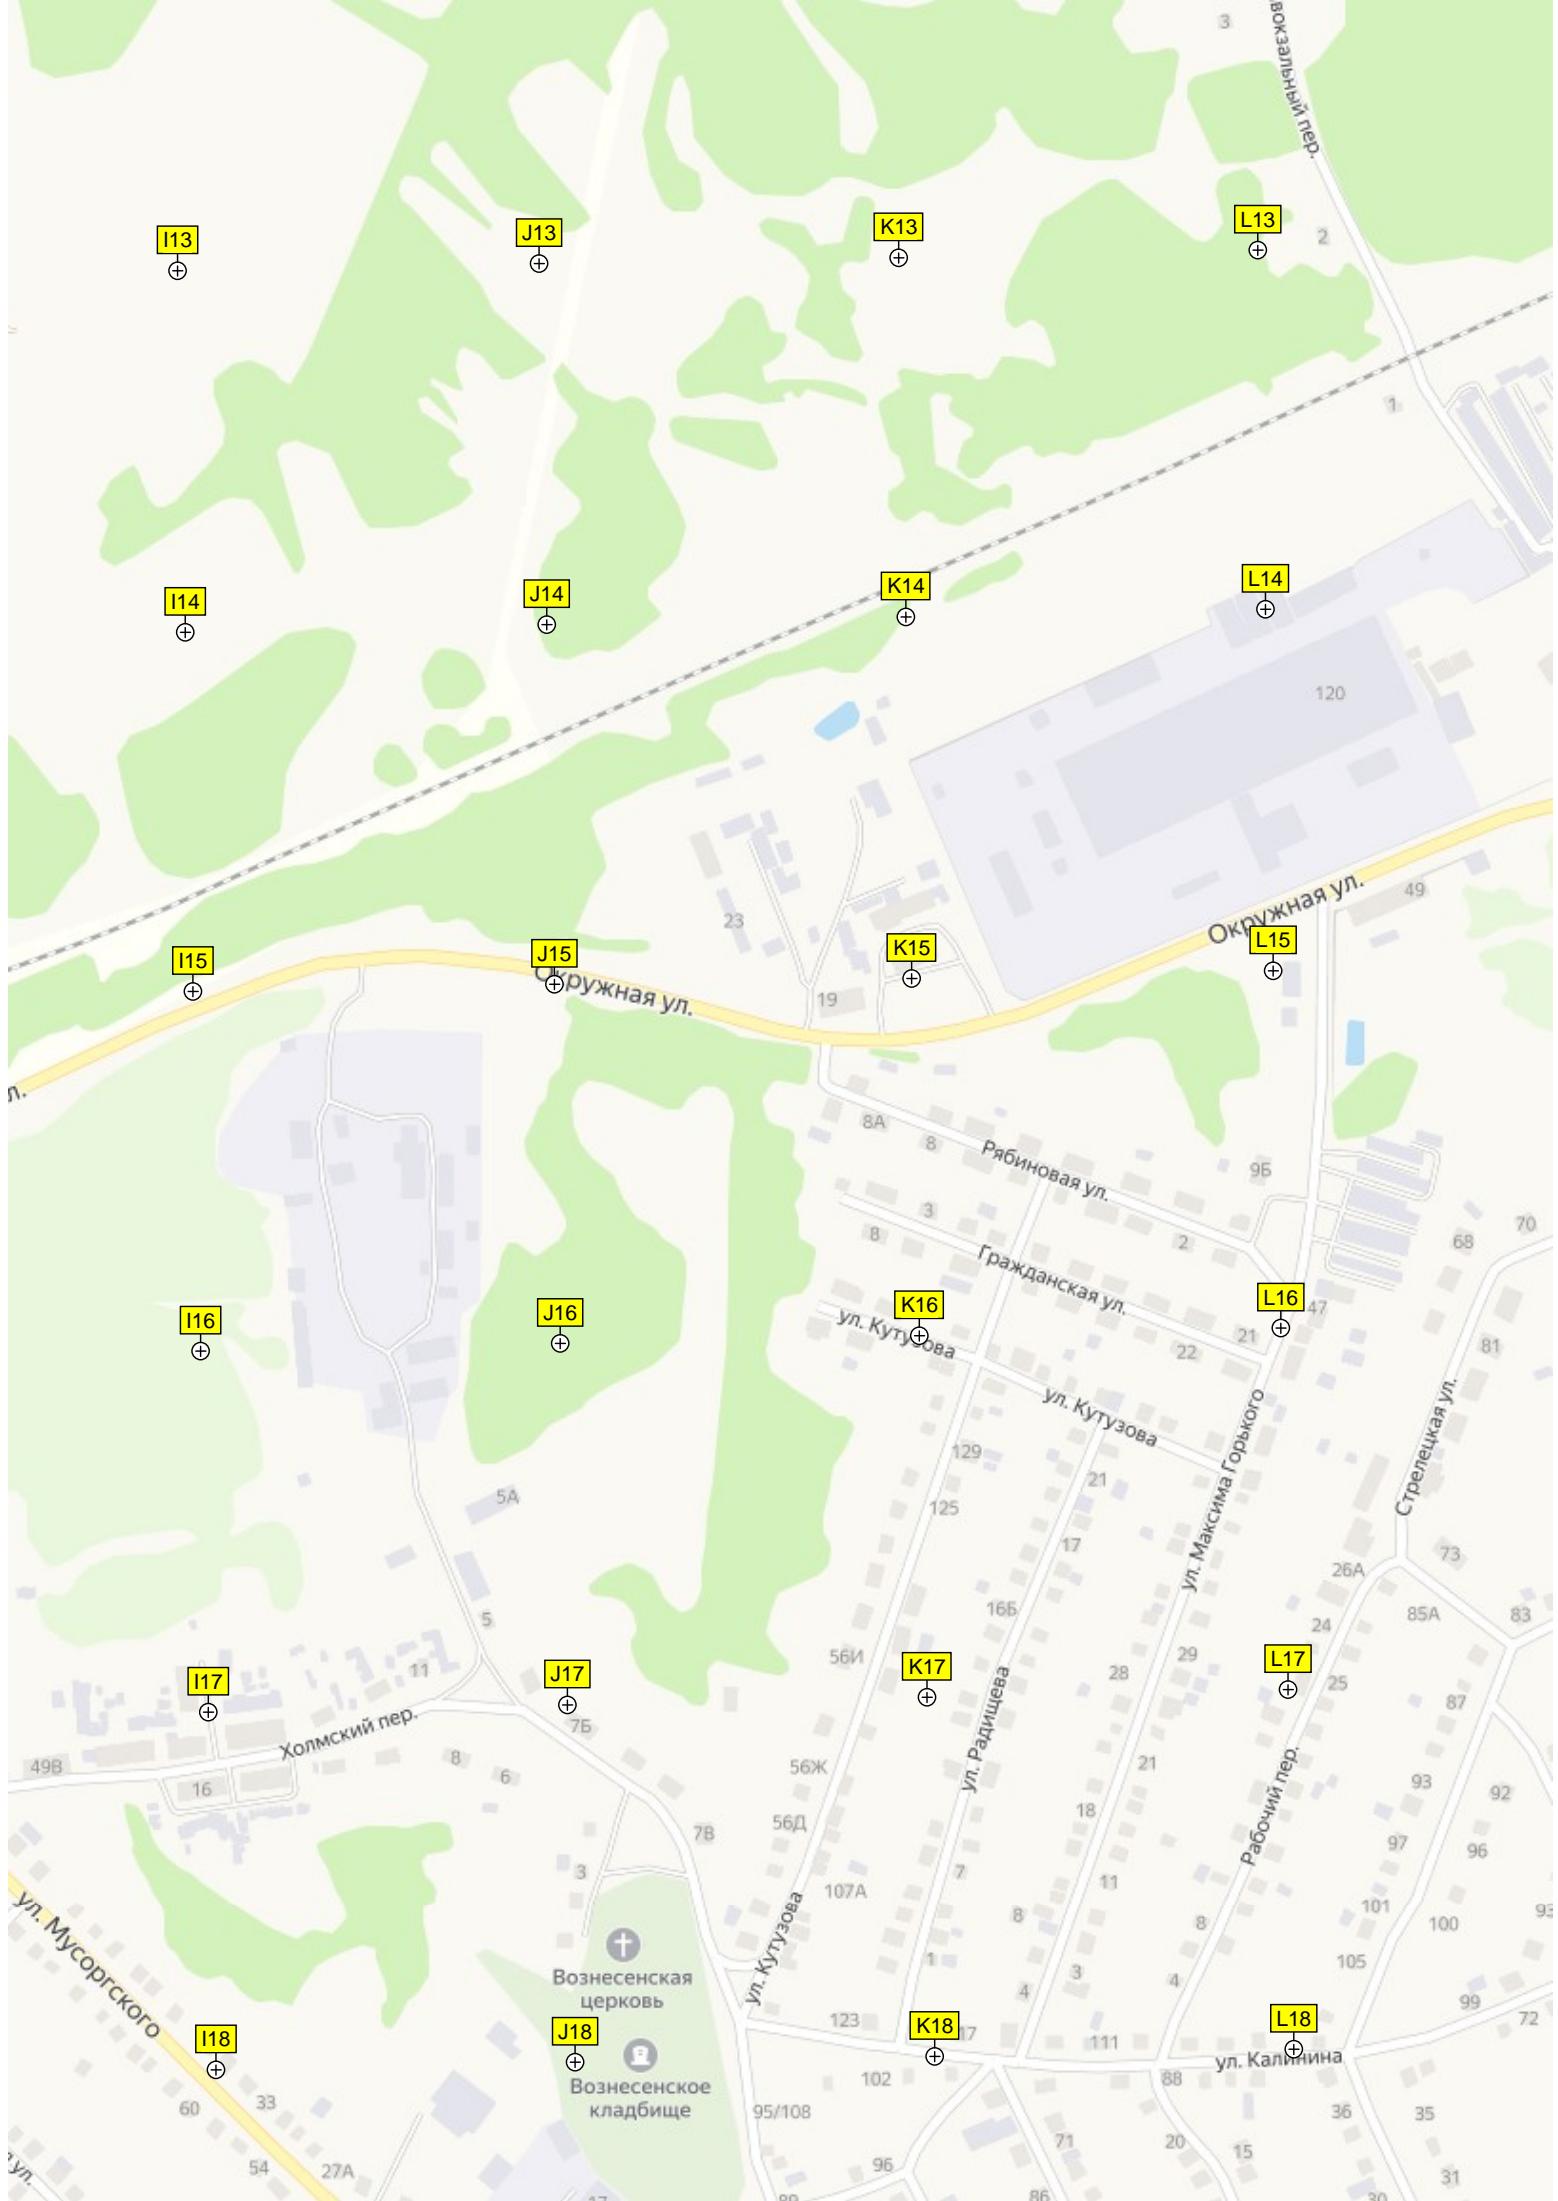 3
вокзальный пер.
I13
J13
K13
L13
2
1
I14
J14
K14
L14
120
23
49
Окружная ул.
I15
J15
K15
L15
Окружная ул.
19
8А
8
Рябиновая ул.
9Б
3
8
2
70
68
Гражданская ул.
I16
J16
K16
L16
47
ул. Кутузова
21
22
81
ул. Кутузова
129
ул. Максима Горького
Стрелецкая ул.
21
5А
125
17
73
26А
16Б
85А
83
5
24
56И
29
11
28
25
I17
J17
K17
L17
87
7Б
Холмский пер.
ул. Радищева
49В
8
6
56Ж
21
Рабочий пер.
93
92
16
18
56Д
7В
97
96
3
7
107А
11
101
100
93
8
8
ул. Мусоргского
ул. Кутузова
1
3
4
4
105
Вознесенская
церковь
99
72
123
I18
J18
K18
17
L18
111
ул. Калинина
102
88
Вознесенское
кладбище
33
60
95/108
36
35
71
20
15
54
27А
96
31
86
30